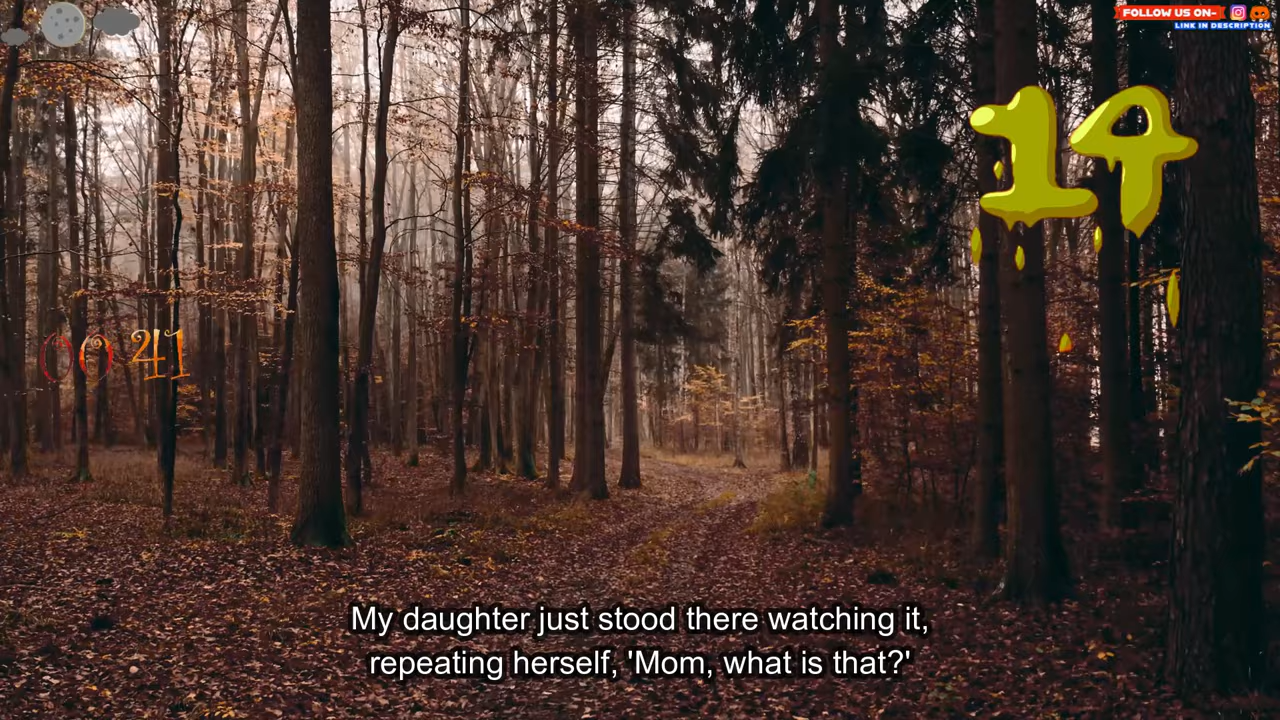 FOLLOW US ON-
LINK IN DESCRIPTION
19
00 41
My daughter just stood there watching it,
repeating herself, 'Mom, what is that?'